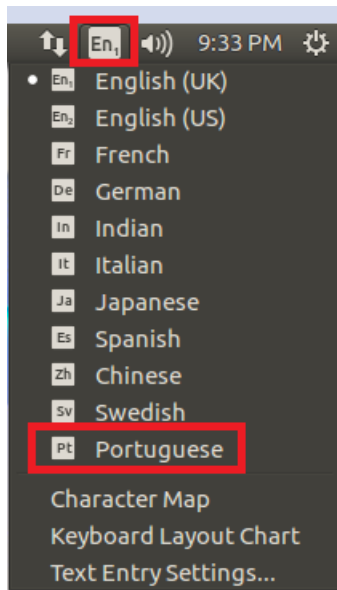 En₁ 9:33 PM
En₁ English (UK)
En₂ English (US)
Fr French
De German
In Indian
It Italian
Ja Japanese
Es Spanish
Zh Chinese
Sv Swedish
Pt Portuguese
Character Map
Keyboard Layout Chart
Text Entry Settings...